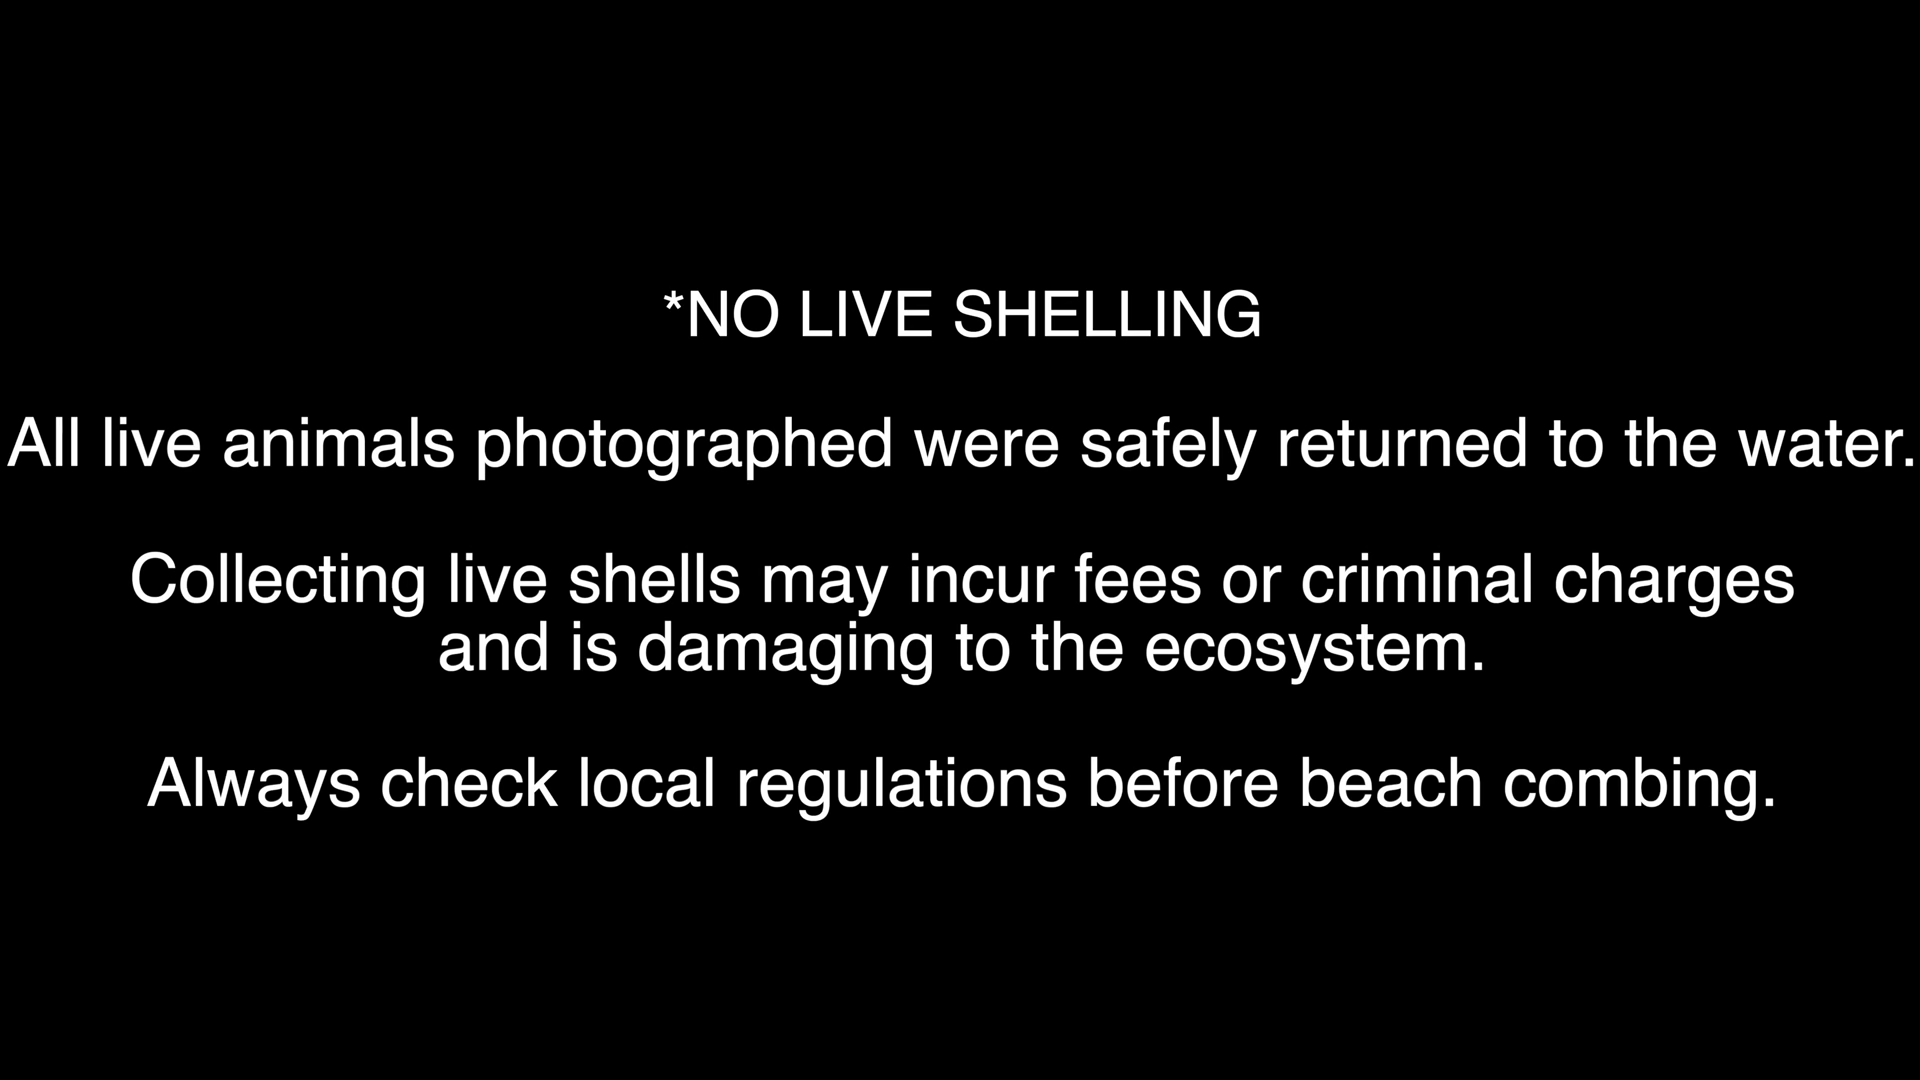 *NO LIVE SHELLING
All live animals photographed were safely returned to the water.
Collecting live shells may incur fees or criminal charges
and is damaging to the ecosystem.
Always check local regulations before beach combing.